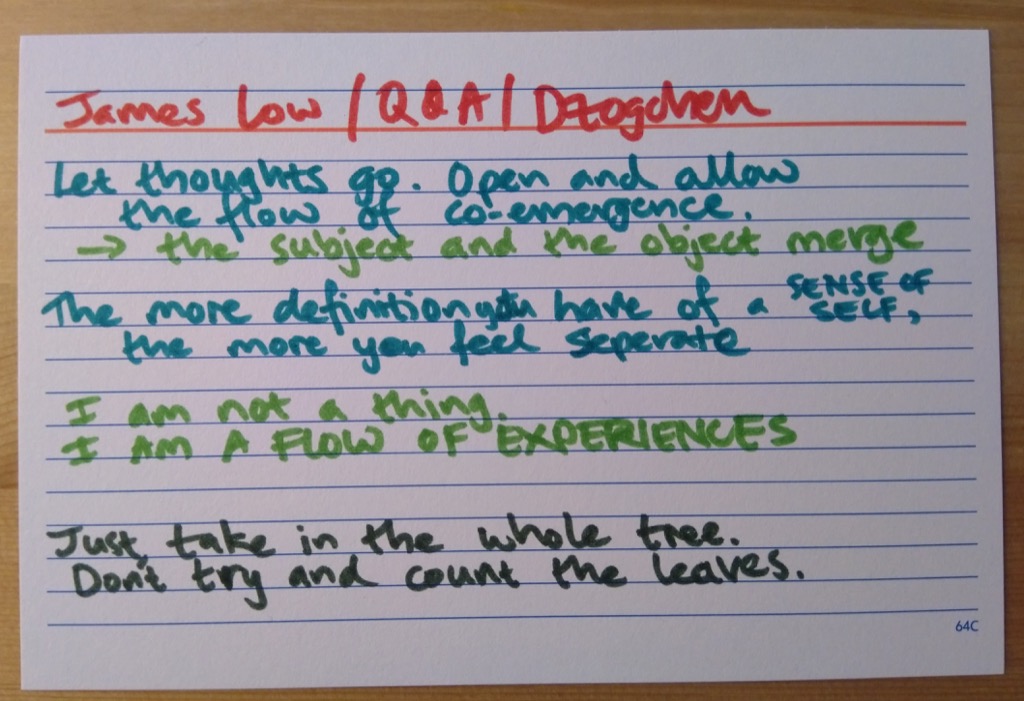 James Low / Q&A / Dzogchen
Let thoughts go. Open and allow
the flow of co-emergence.
→ the subject and the object merge
The more definition you have of a SENSE OF SELF,
the more you feel seperate
I am not a thing.
I AM A FLOW OF EXPERIENCES
Just take in the whole tree.
Don't try and count the leaves.
64C